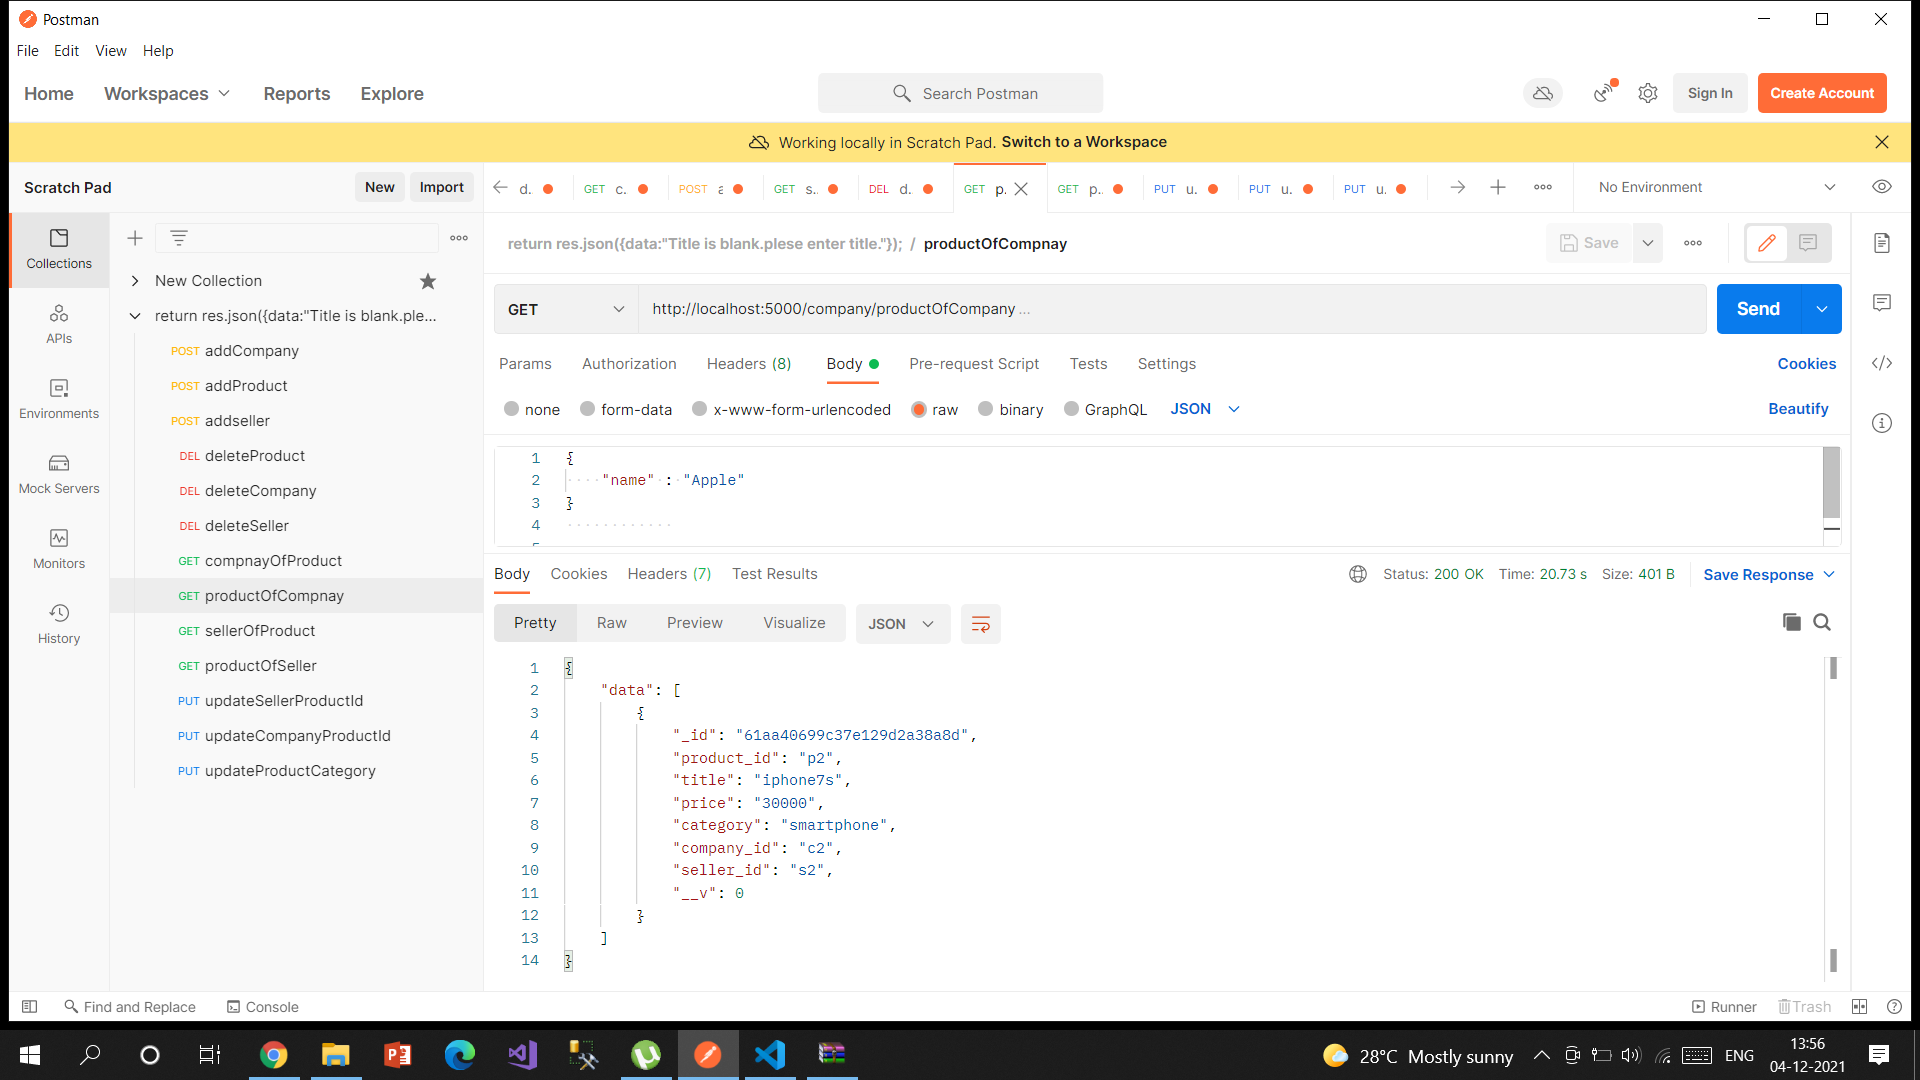 Postman
File Edit View Help
Home Workspaces Reports Explore Search Postman Sign In Create Account
Working locally in Scratch Pad. Switch to a Workspace
Scratch Pad New Import d. GET c. POST a GET s.. DEL d. GET p. GET p.. PUT u. PUT u. PUT u. No Environment
Collections
APIs
Environments
Mock Servers
Monitors
History
New Collection
return res.json({data:"Title is blank.ple...
POST addCompany
POST addProduct
POST addseller
DEL deleteProduct
DEL deleteCompany
DEL deleteSeller
GET compnayOfProduct
GET productOfCompnay
GET sellerOfProduct
GET productOfSeller
PUT updateSellerProductId
PUT updateCompanyProductId
PUT updateProductCategory
return res.json({data:"Title is blank.plese enter title."}); / productOfCompnay Save
GET http://localhost:5000/company/productOfCompany ... Send
Params Authorization Headers (8) Body Pre-request Script Tests Settings Cookies
none form-data x-www-form-urlencoded raw binary GraphQL JSON Beautify
1 {
2 "name" : "Apple"
3 }
4
Body Cookies Headers (7) Test Results Status: 200 OK Time: 20.73 s Size: 401 B Save Response
Pretty Raw Preview Visualize JSON
1 {
2 "data": [
3 {
4 "_id": "61aa40699c37e129d2a38a8d",
5 "product_id": "p2",
6 "title": "iphone7s",
7 "price": "30000",
8 "category": "smartphone",
9 "company_id": "c2",
10 "seller_id": "s2",
11 "__v": 0
12 }
13 ]
14 }
Find and Replace Console Runner Trash
28°C Mostly sunny ENG 13:56
04-12-2021